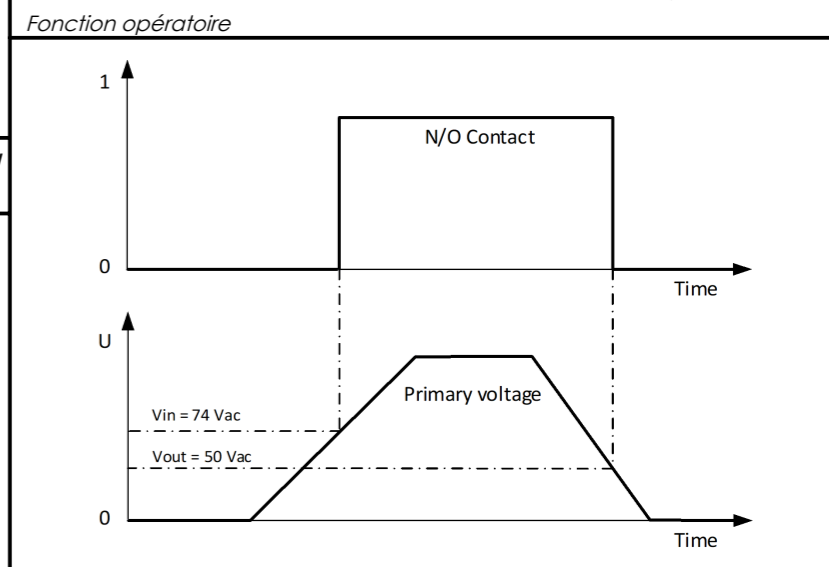 Fonction opératoire
1
N/O Contact
0
Time
U
Primary voltage
Vin = 74 Vac
Vout = 50 Vac
0
Time